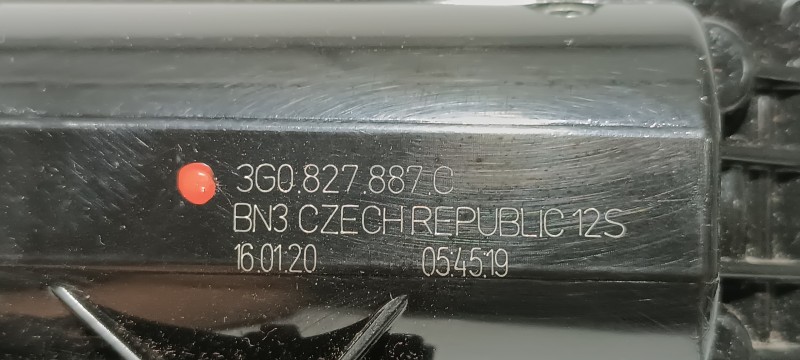 3G0.827.887.C
BN3 CZECH REPUBLIC 12S
16.01.20 05:45:19